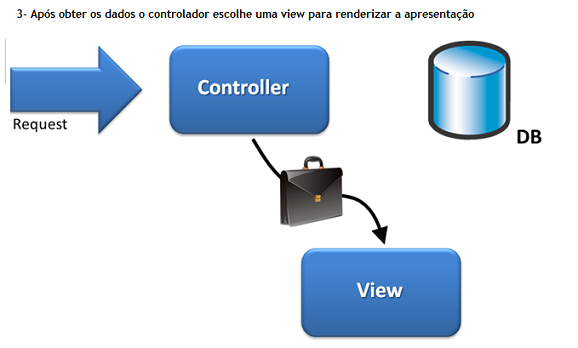 3- Após obter os dados o controlador escolhe uma view para renderizar a apresentação
Controller
Request
DB
View